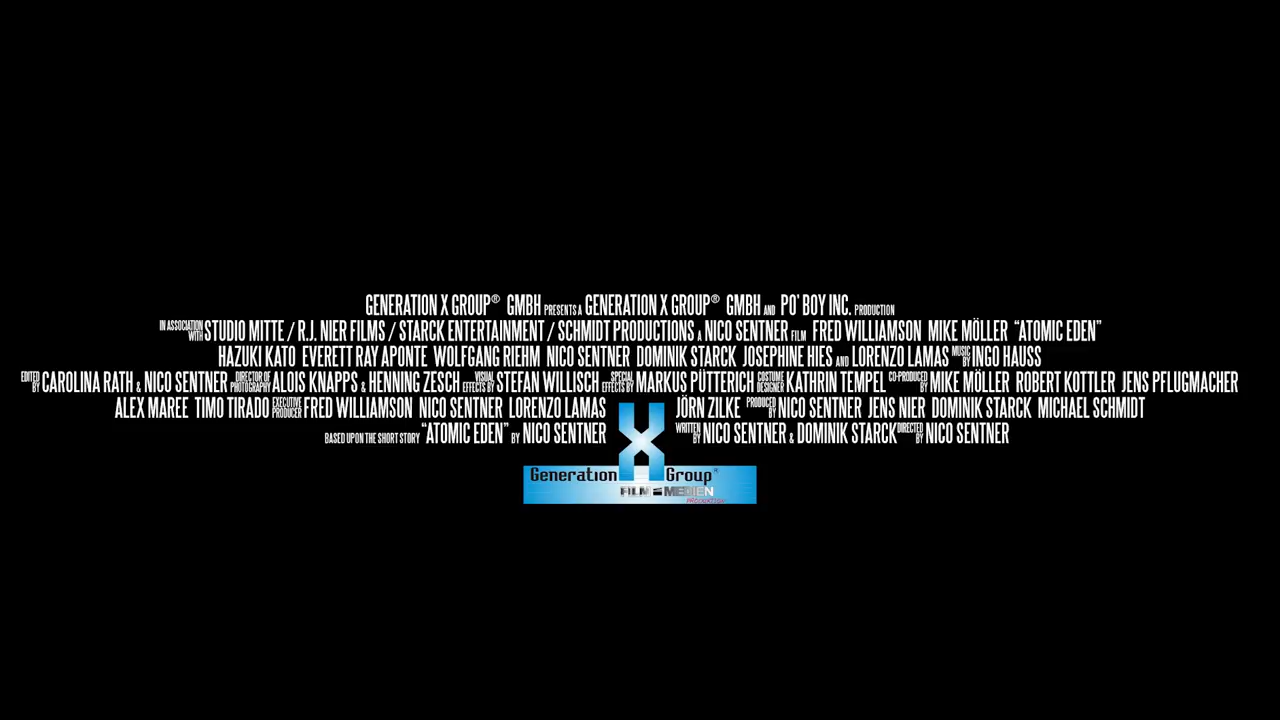 GENERATION X GROUP® GMBH PRESENTS A GENERATION X GROUP® GMBH AND PO' BOY INC. PRODUCTION
IN ASSOCIATION WITH STUDIO MITTE / R.J. NIER FILMS / STARCK ENTERTAINMENT / SCHMIDT PRODUCTIONS A NICO SENTNER FILM FRED WILLIAMSON MIKE MÖLLER “ATOMIC EDEN”
HAZUKI KATO EVERETT RAY APONTE WOLFGANG RIEHM NICO SENTNER DOMINIK STARCK JOSEPHINE HIES AND LORENZO LAMAS MUSIC BY INGO HAUSS
EDITED BY CAROLINA RATH & NICO SENTNER DIRECTOR OF PHOTOGRAPHY ALOIS KNAPPS & HENNING ZESCH VISUAL EFFECTS BY STEFAN WILLISCH SPECIAL EFFECTS BY MARKUS PÜTTERICH COSTUME DESIGNER KATHRIN TEMPEL CO-PRODUCED BY MIKE MÖLLER ROBERT KOTTLER JENS PFLUGMACHER
ALEX MAREE TIMO TIRADO EXECUTIVE PRODUCER FRED WILLIAMSON NICO SENTNER LORENZO LAMAS JÖRN ZILKE PRODUCED BY NICO SENTNER JENS NIER DOMINIK STARCK MICHAEL SCHMIDT
BASED UPON THE SHORT STORY “ATOMIC EDEN” BY NICO SENTNER WRITTEN BY NICO SENTNER & DOMINIK STARCK DIRECTED BY NICO SENTNER
Generation X Group®
FILM MEDIEN
PRODUKTION